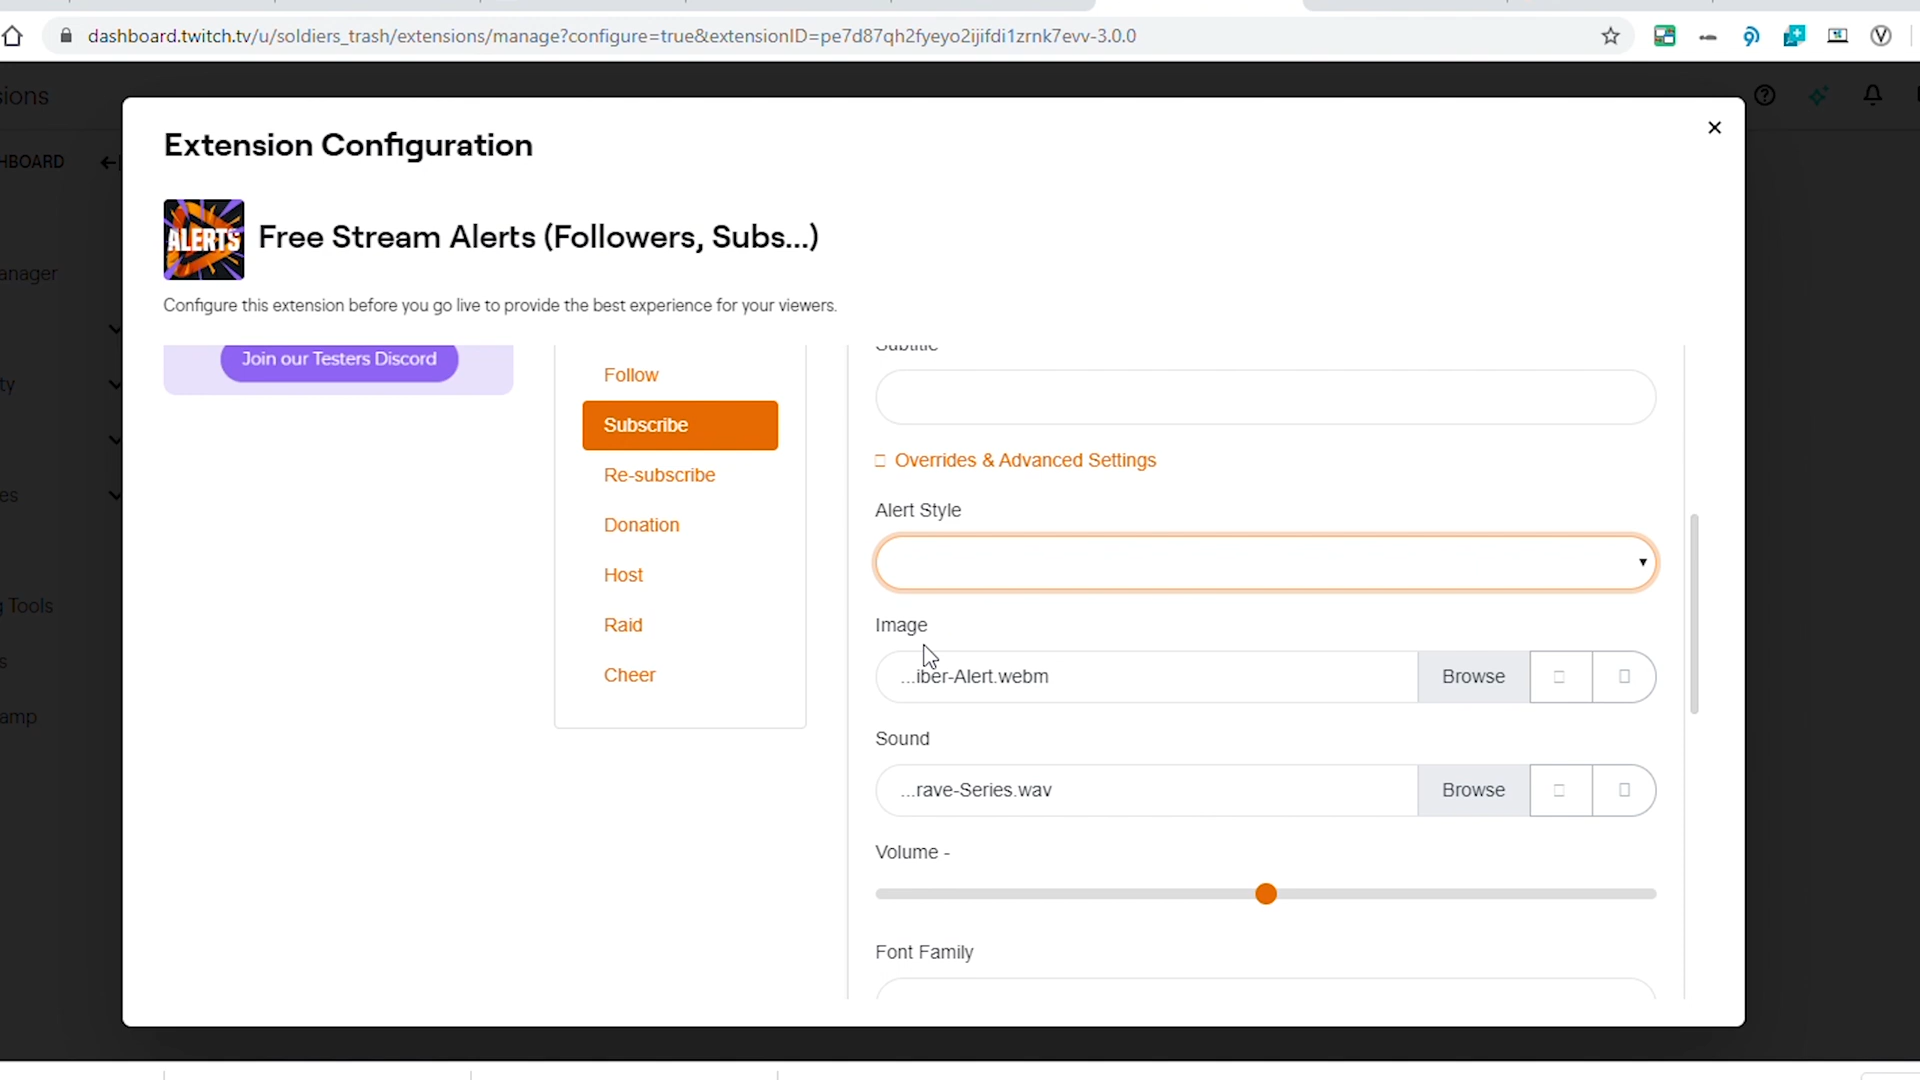 dashboard.twitch.tv/u/soldiers_trash/extensions/manage?configure=true&extensionID=pe7d87qh2fyeyo2ijifdi1zrnk7evv-3.0.0
sions
HBOARD
anager
ty
es
Tools
s
amp
Extension Configuration
ALERTS
Free Stream Alerts (Followers, Subs...)
Configure this extension before you go live to provide the best experience for your viewers.
Join our Testers Discord
Follow
Subscribe
Re-subscribe
Donation
Host
Raid
Cheer
Subtitle
Overrides & Advanced Settings
Alert Style
Image
...iber-Alert.webm
Browse
Sound
...rave-Series.wav
Browse
Volume -
Font Family